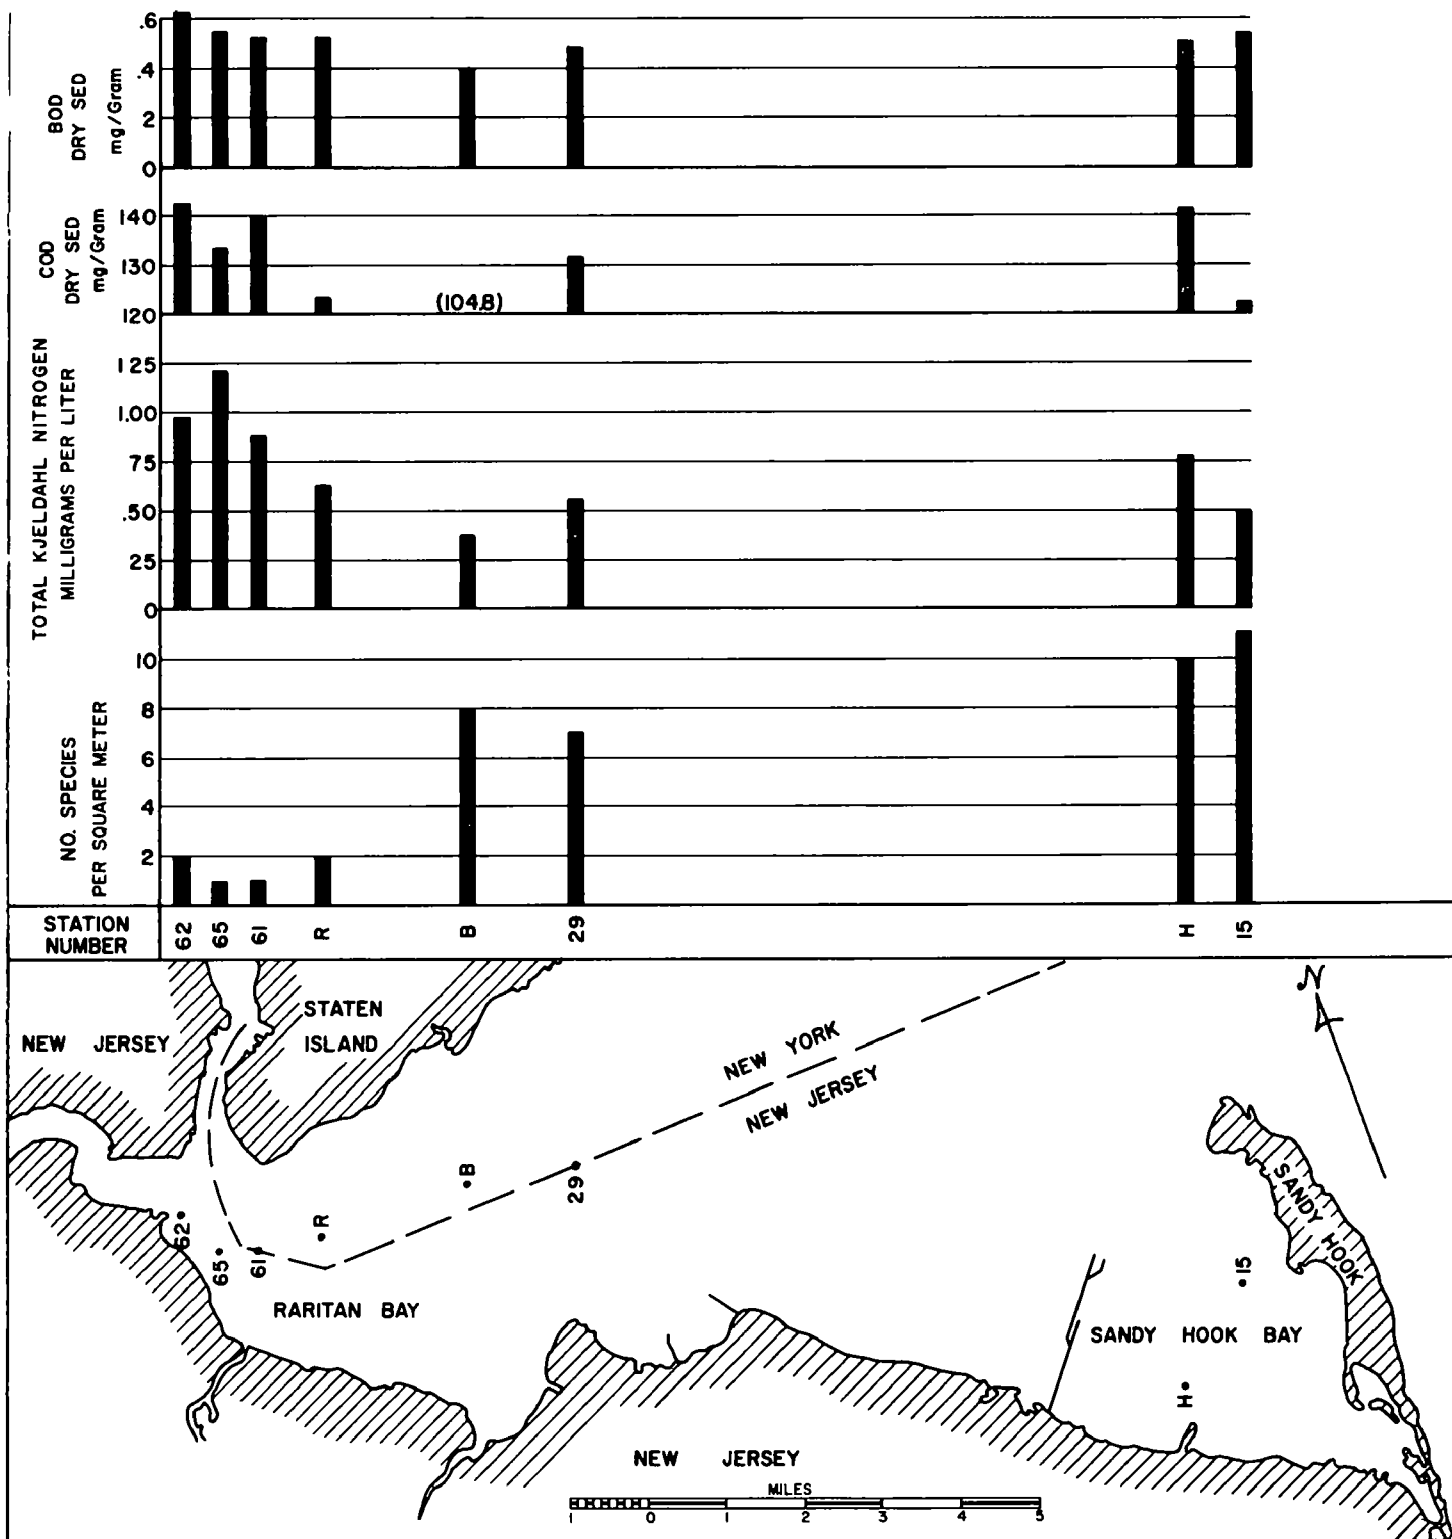 BOD
DRY SED
mg/Gram
.6
.4
2
0
COD
DRY SED
mg/Gram
140
130
120
(104.8)
TOTAL KJELDAHL NITROGEN
MILLIGRAMS PER LITER
1.25
1.00
.75
.50
.25
0
NO. SPECIES
PER SQUARE METER
10
8
6
4
2
STATION
NUMBER
62
65
61
R
B
29
H
15
NEW JERSEY
STATEN
ISLAND
NEW YORK
NEW JERSEY
N
SANDY HOOK
B
29
R
62
65
61
15
RARITAN BAY
SANDY HOOK BAY
H
NEW JERSEY
MILES
1 0 1 2 3 4 5